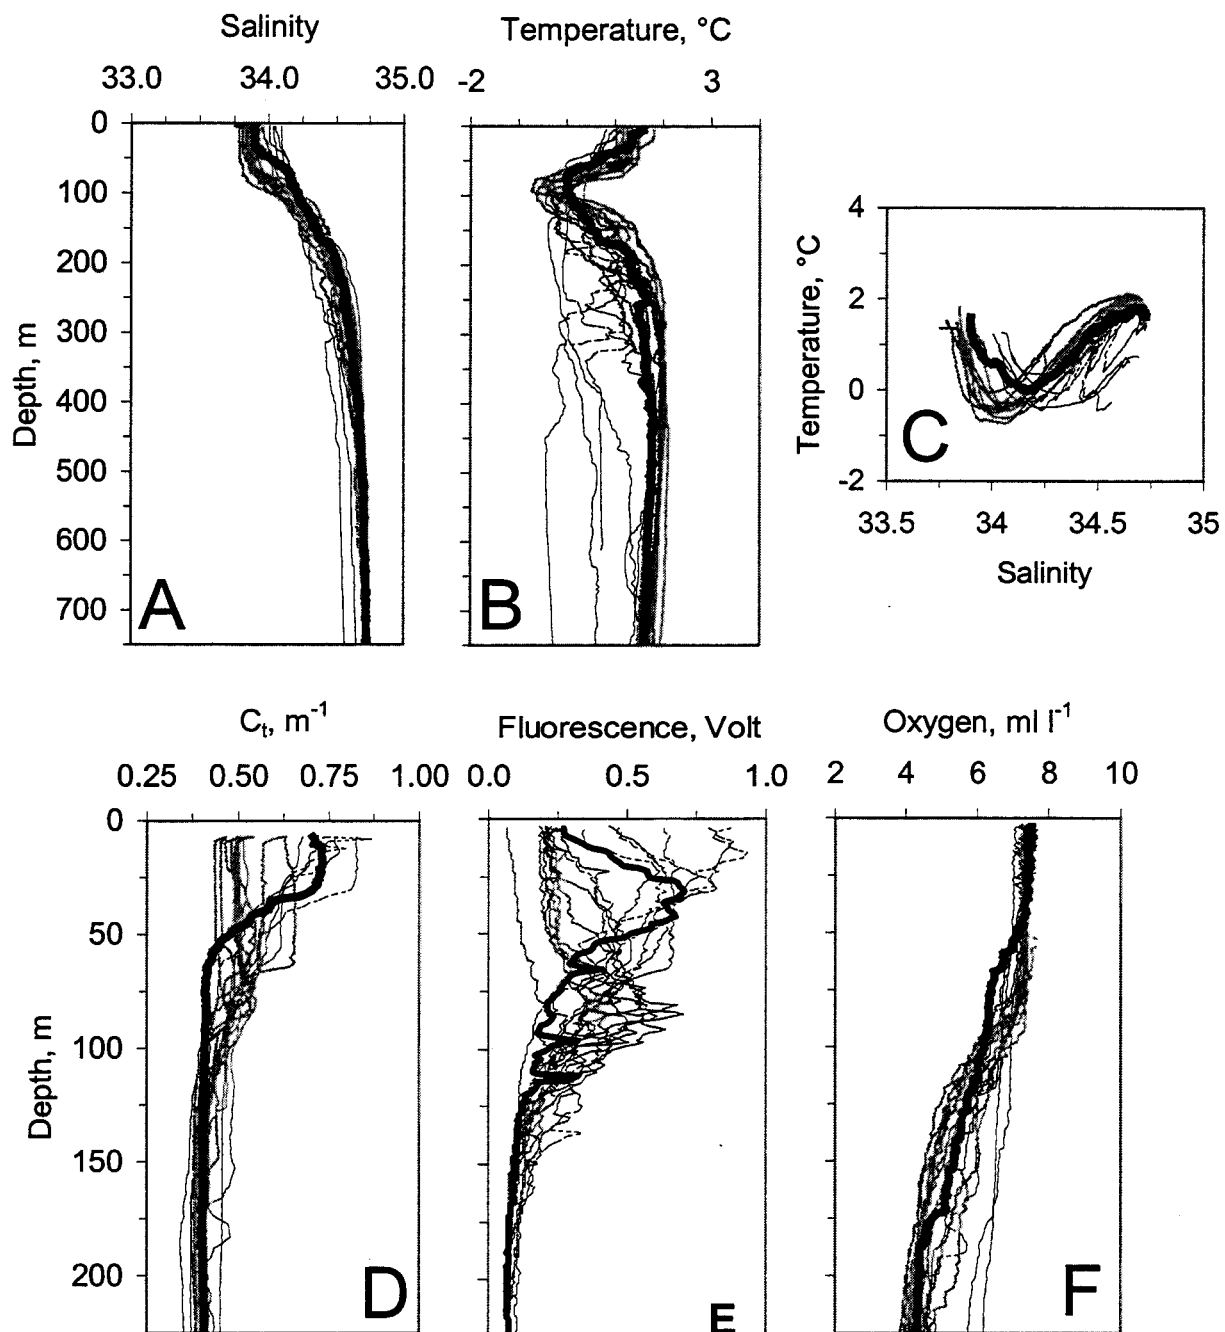 Salinity
Temperature, °C
33.0 34.0 35.0
-2 3
0
100
200
300
400
500
600
700
Depth, m
A
B
4
2
0
-2
Temperature, °C
C
33.5 34 34.5 35
Salinity
Ct, m-1
Fluorescence, Volt
Oxygen, ml l-1
0.25 0.50 0.75 1.00
0.0 0.5 1.0
2 4 6 8 10
0
50
100
150
200
Depth, m
D
E
F